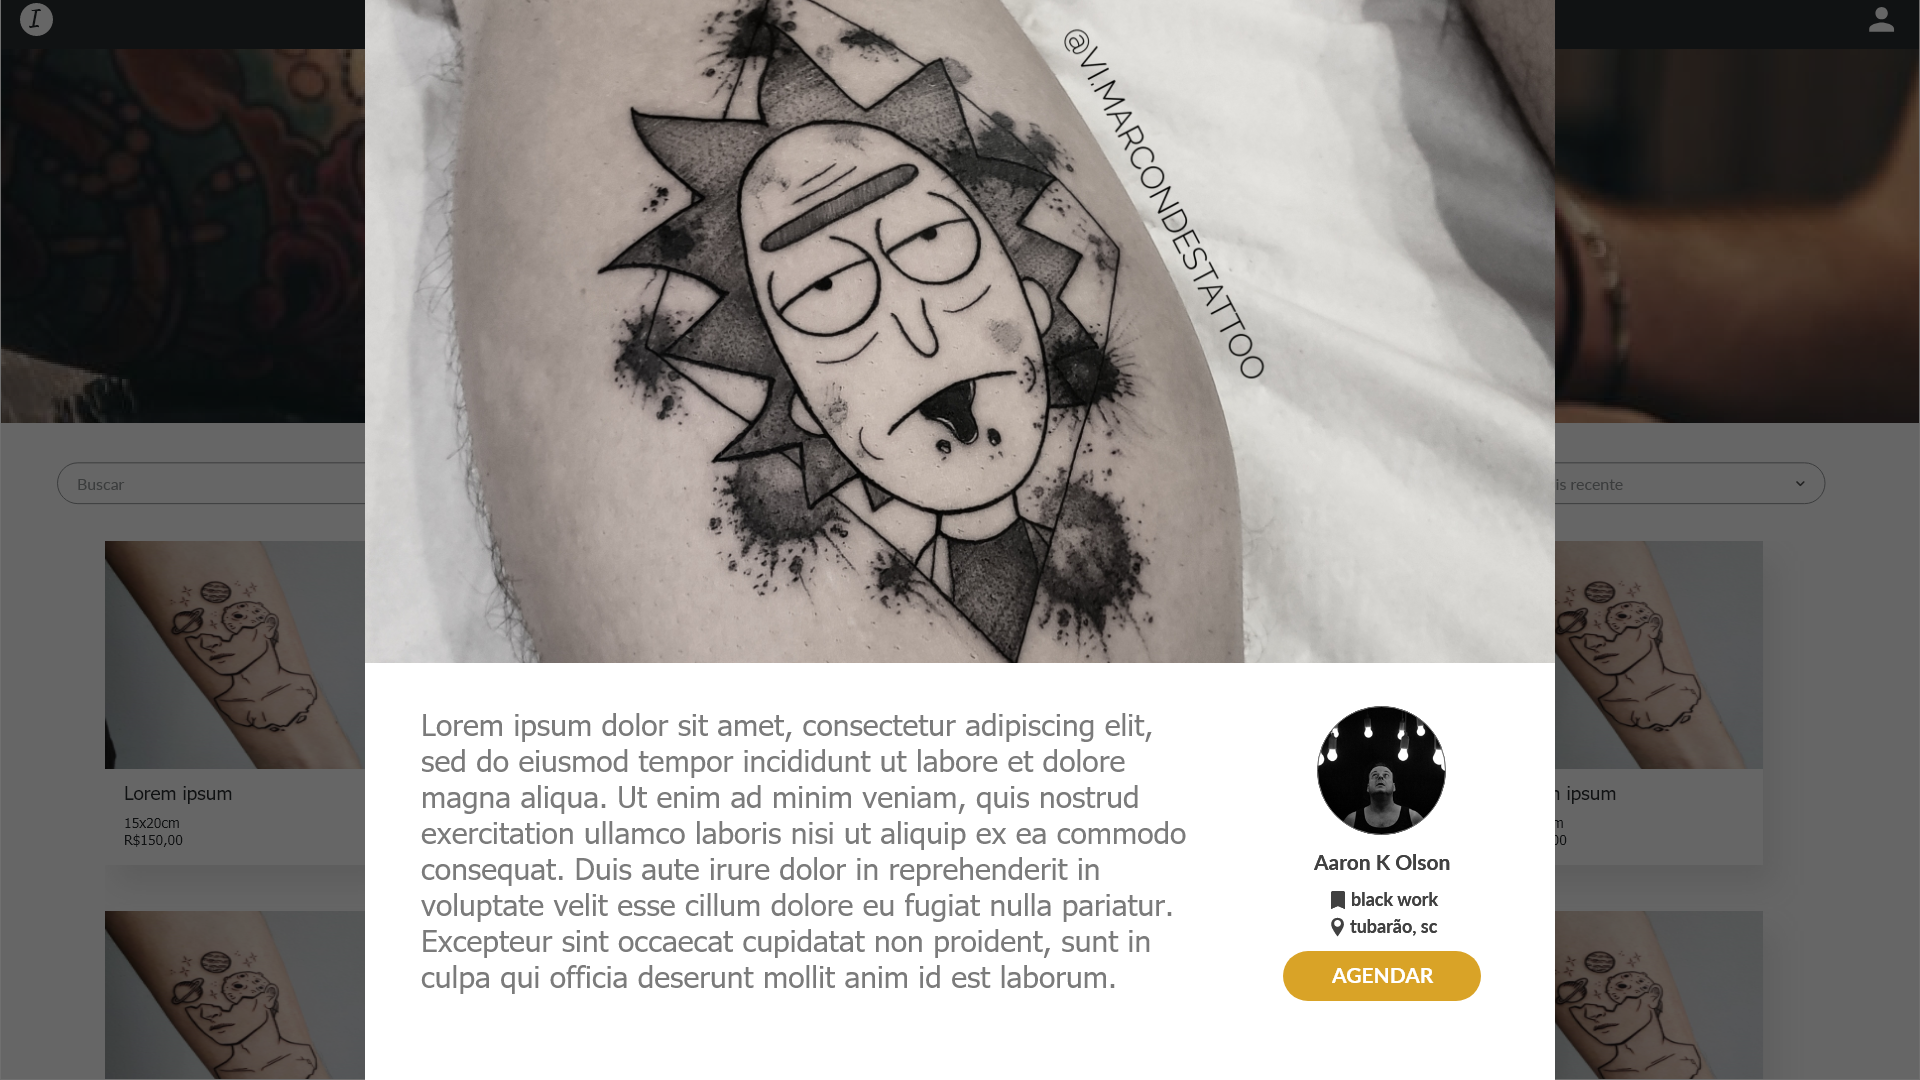 I
@VI.MARCONDESTATTOO
Buscar
is recente
Lorem ipsum
15x20cm
R$150,00
Lorem ipsum dolor sit amet, consectetur adipiscing elit,
sed do eiusmod tempor incididunt ut labore et dolore
magna aliqua. Ut enim ad minim veniam, quis nostrud
exercitation ullamco laboris nisi ut aliquip ex ea commodo
consequat. Duis aute irure dolor in reprehenderit in
voluptate velit esse cillum dolore eu fugiat nulla pariatur.
Excepteur sint occaecat cupidatat non proident, sunt in
culpa qui officia deserunt mollit anim id est laborum.
Aaron K Olson
black work
tubarão, sc
AGENDAR
ipsum